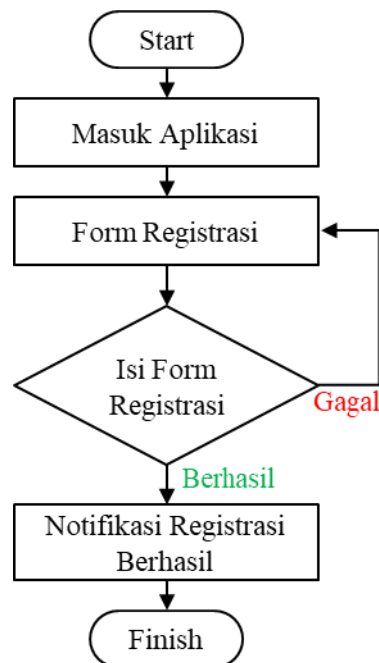 Start
Masuk Aplikasi
Form Registrasi
Isi Form
Registrasi
Gagal
Berhasil
Notifikasi Registrasi
Berhasil
Finish